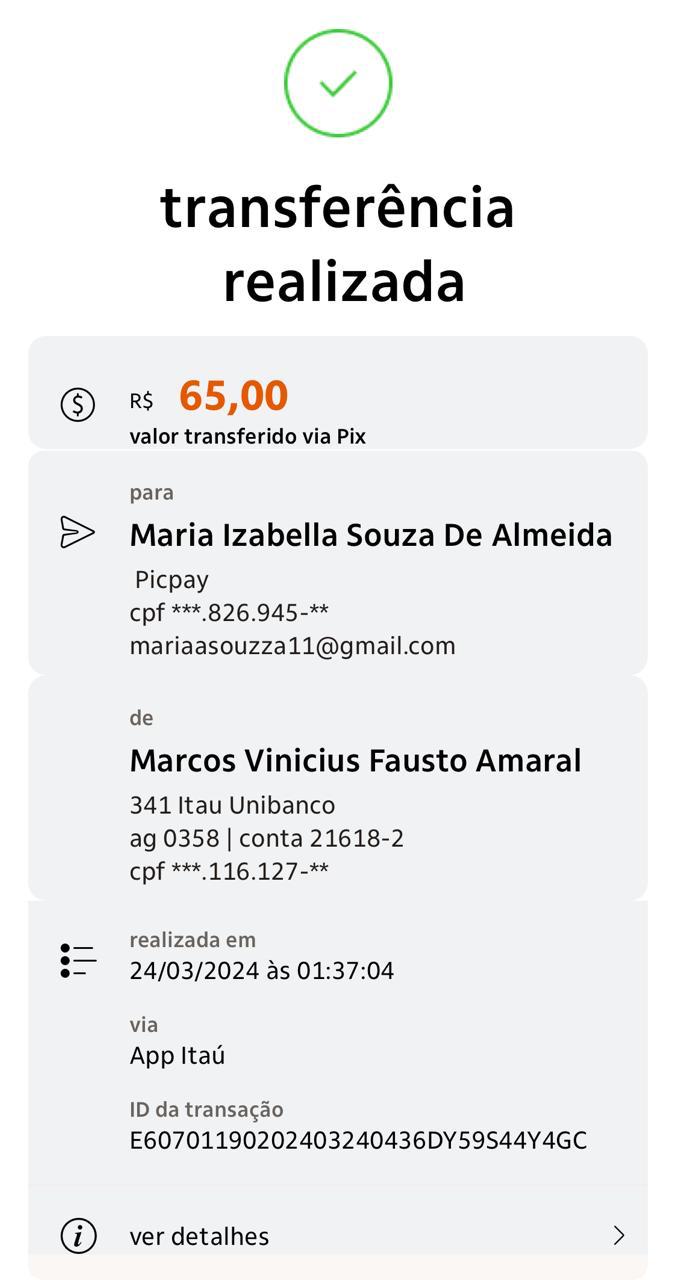 transferência
realizada
R$ 65,00
valor transferido via Pix
para
Maria Izabella Souza De Almeida
Picpay
cpf ***.826.945-**
mariaasouzza11@gmail.com
de
Marcos Vinicius Fausto Amaral
341 Itau Unibanco
ag 0358 | conta 21618-2
cpf ***.116.127-**
realizada em
24/03/2024 às 01:37:04
via
App Itaú
ID da transação
E60701190202403240436DY59S44Y4GC
ver detalhes